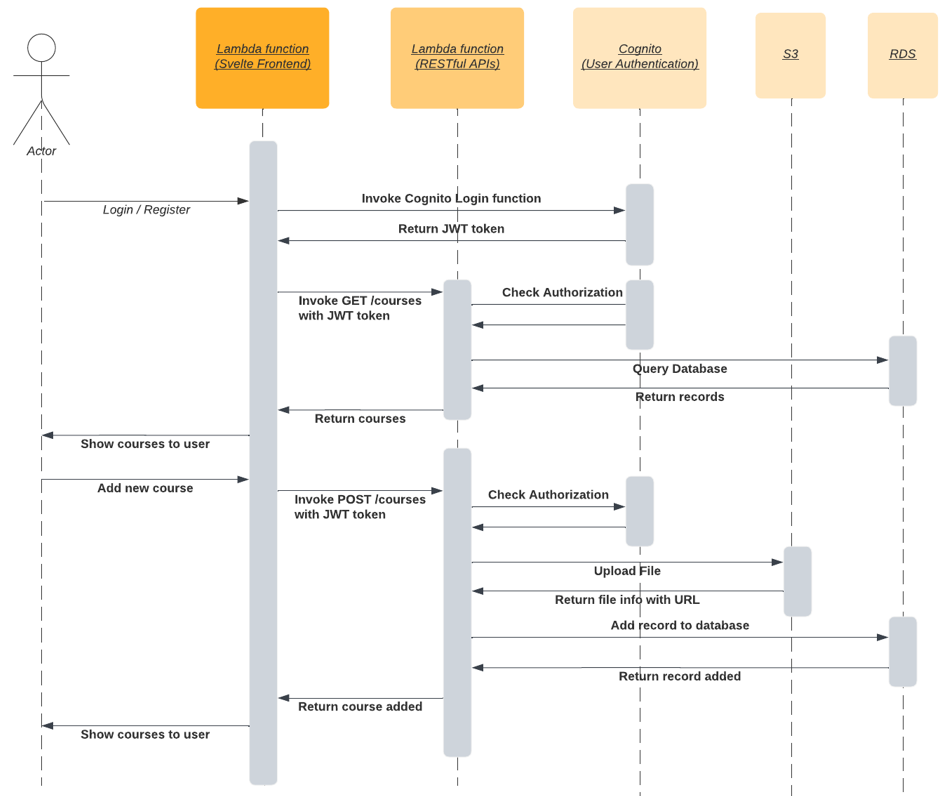 Lambda function
(Svelte Frontend)
Lambda function
(RESTful APIs)
Cognito
(User Authentication)
S3
RDS
Actor
Login / Register
Invoke Cognito Login function
Return JWT token
Invoke GET /courses
with JWT token
Check Authorization
Query Database
Return records
Return courses
Show courses to user
Add new course
Invoke POST /courses
with JWT token
Check Authorization
Upload File
Return file info with URL
Add record to database
Return record added
Return course added
Show courses to user